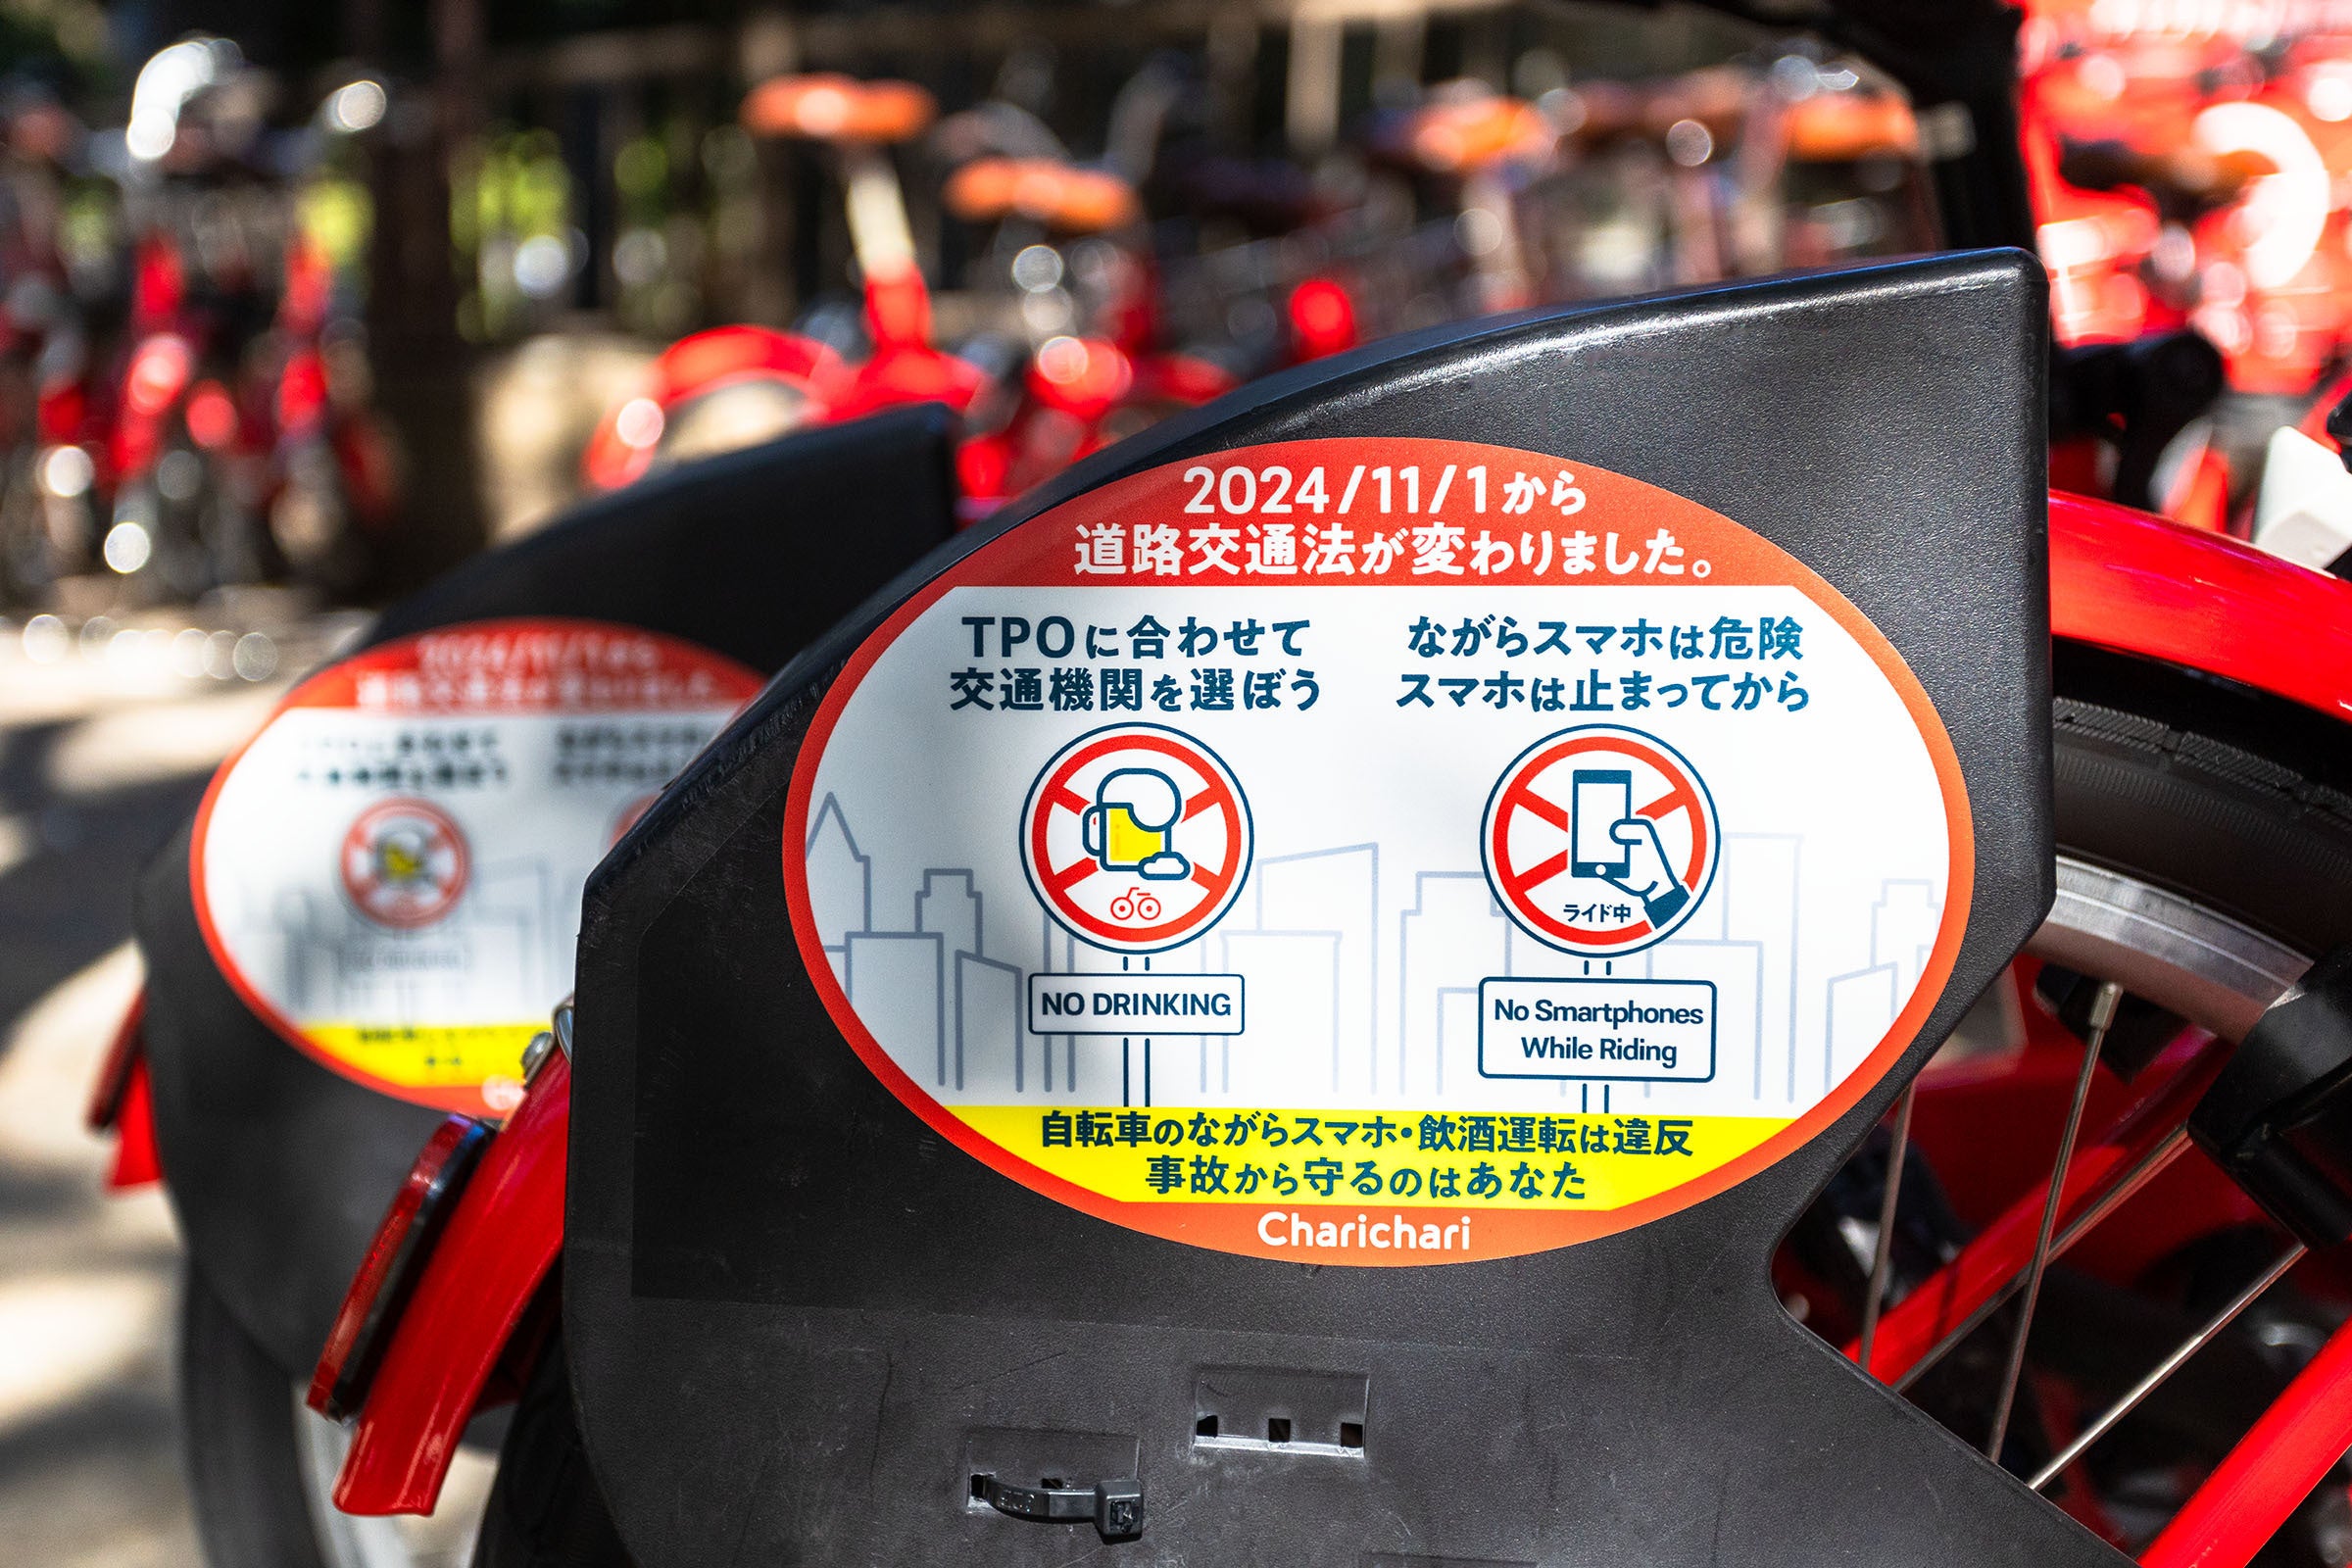 2024/11/1から
道路交通法が変わりました。
TPOに合わせて
交通機関を選ぼう
ながらスマホは危険
スマホは止まってから
ライド中
NO DRINKING
No Smartphones
While Riding
自転車のながらスマホ・飲酒運転は違反
事故から守るのはあなた
Charichari